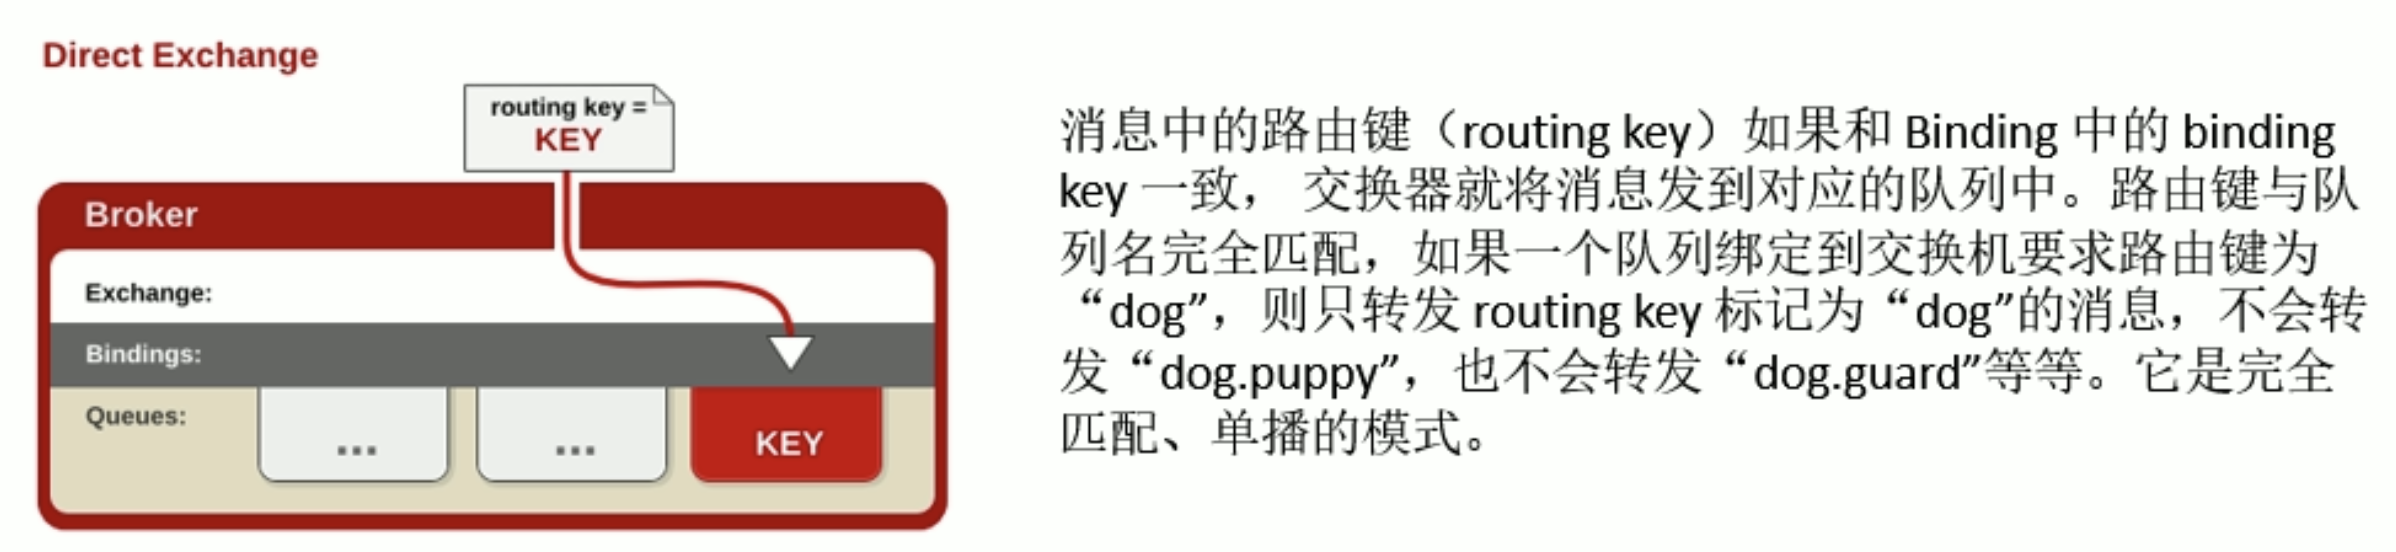 Direct Exchange
routing key =
KEY
Broker
Exchange:
Bindings:
Queues:
...
...
KEY
消息中的路由键（routing key）如果和 Binding 中的 binding
key 一致， 交换器就将消息发到对应的队列中。路由键与队
列名完全匹配，如果一个队列绑定到交换机要求路由键为
“dog”，则只转发 routing key 标记为“dog”的消息，不会转
发“dog.puppy”，也不会转发“dog.guard”等等。它是完全
匹配、单播的模式。